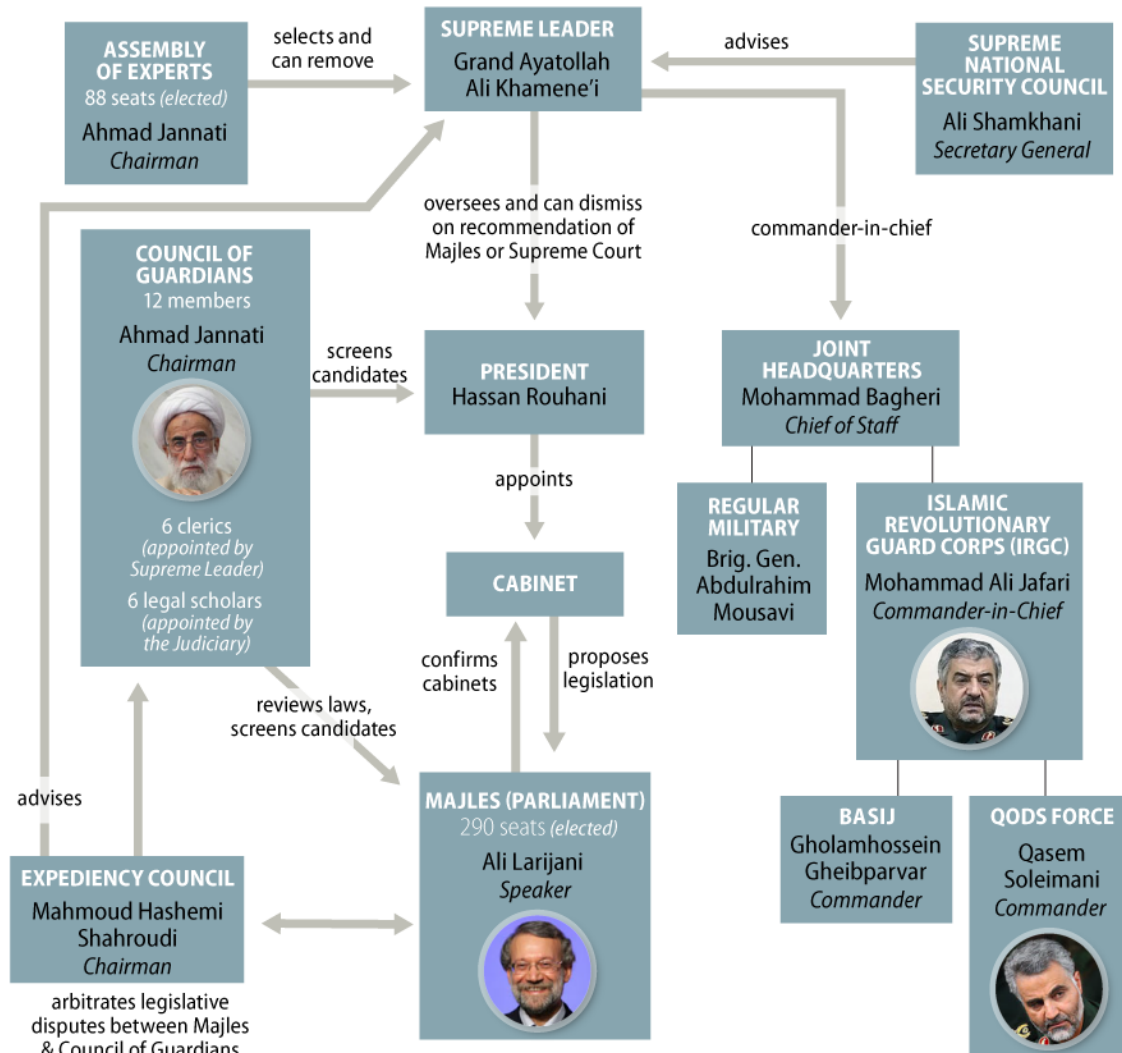 ASSEMBLY
OF EXPERTS
88 seats (elected)
Ahmad Jannati
Chairman
selects and
can remove
SUPREME LEADER
Grand Ayatollah
Ali Khamene'i
advises
SUPREME
NATIONAL
SECURITY COUNCIL
Ali Shamkhani
Secretary General
oversees and can dismiss
on recommendation of
Majles or Supreme Court
commander-in-chief
COUNCIL OF
GUARDIANS
12 members
Ahmad Jannati
Chairman
6 clerics
(appointed by
Supreme Leader)
6 legal scholars
(appointed by
the Judiciary)
screens
candidates
PRESIDENT
Hassan Rouhani
JOINT
HEADQUARTERS
Mohammad Bagheri
Chief of Staff
appoints
REGULAR
MILITARY
Brig. Gen.
Abdulrahim
Mousavi
ISLAMIC
REVOLUTIONARY
GUARD CORPS (IRGC)
Mohammad Ali Jafari
Commander-in-Chief
CABINET
confirms
cabinets
proposes
legislation
reviews laws,
screens candidates
advises
MAJLES (PARLIAMENT)
290 seats (elected)
Ali Larijani
Speaker
BASIJ
Gholamhossein
Gheibparvar
Commander
QODS FORCE
Qasem
Soleimani
Commander
EXPEDIENCY COUNCIL
Mahmoud Hashemi
Shahroudi
Chairman
arbitrates legislative
disputes between Majles
& Council of Guardians